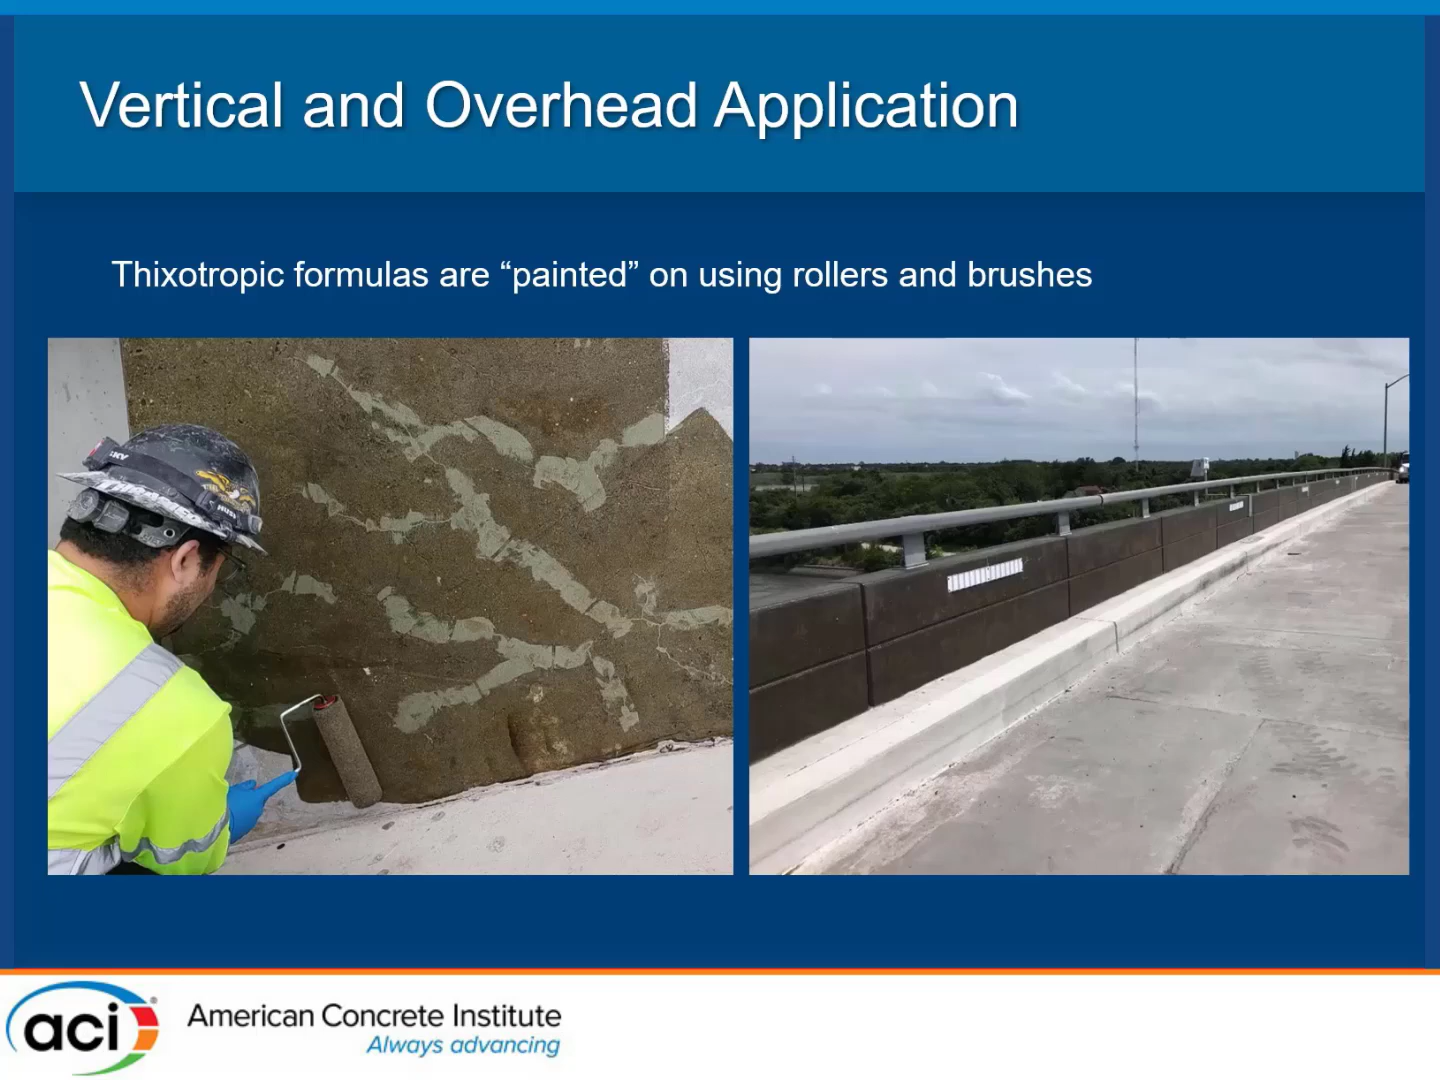 Vertical and Overhead Application
Thixotropic formulas are “painted” on using rollers and brushes
aci®
American Concrete Institute
Always advancing